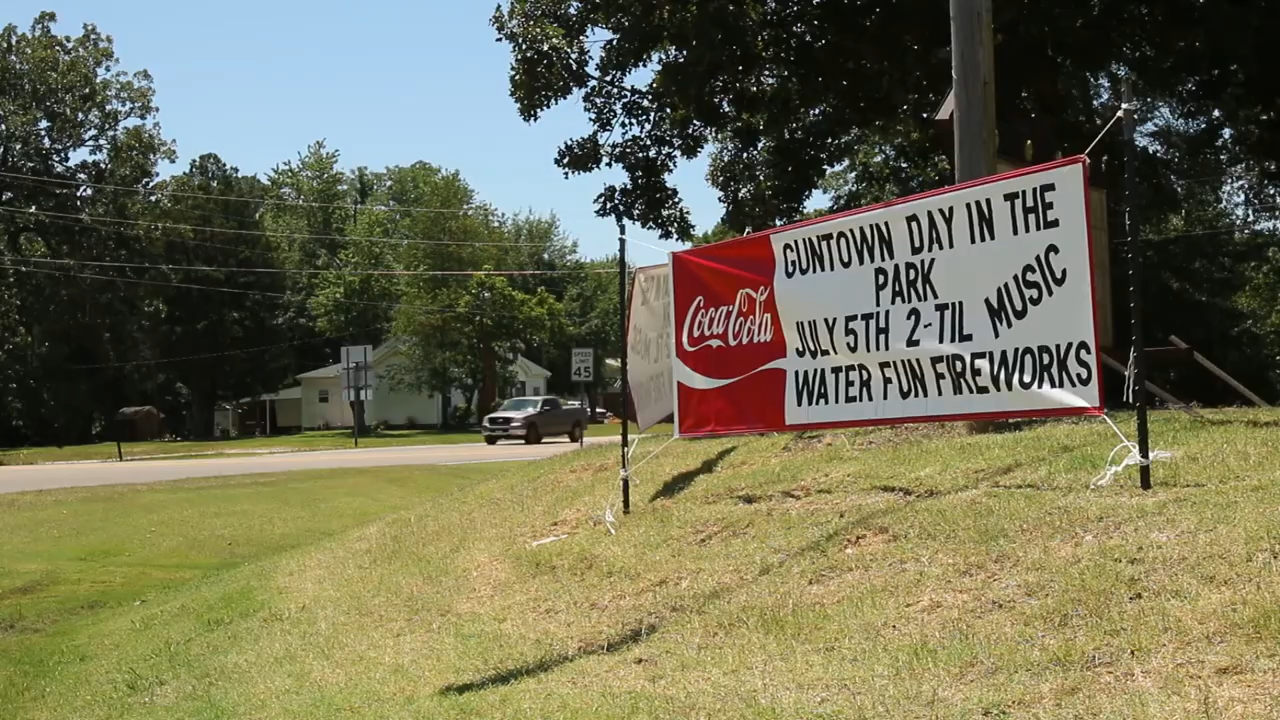 GUNTOWN DAY IN THE
PARK
JULY 5TH 2-TIL MUSIC
WATER FUN FIREWORKS
Coca-Cola
SPEED
LIMIT
45